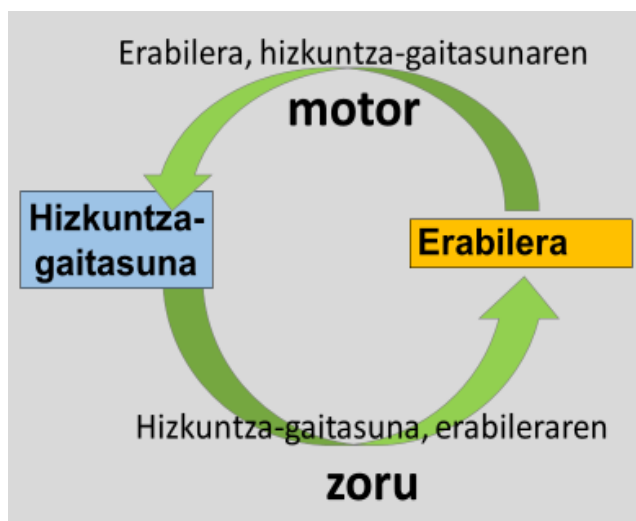 Erabilera, hizkuntza-gaitasunaren
motor
Hizkuntza-
gaitasuna
Erabilera
Hizkuntza-gaitasuna, erabileraren
zoru